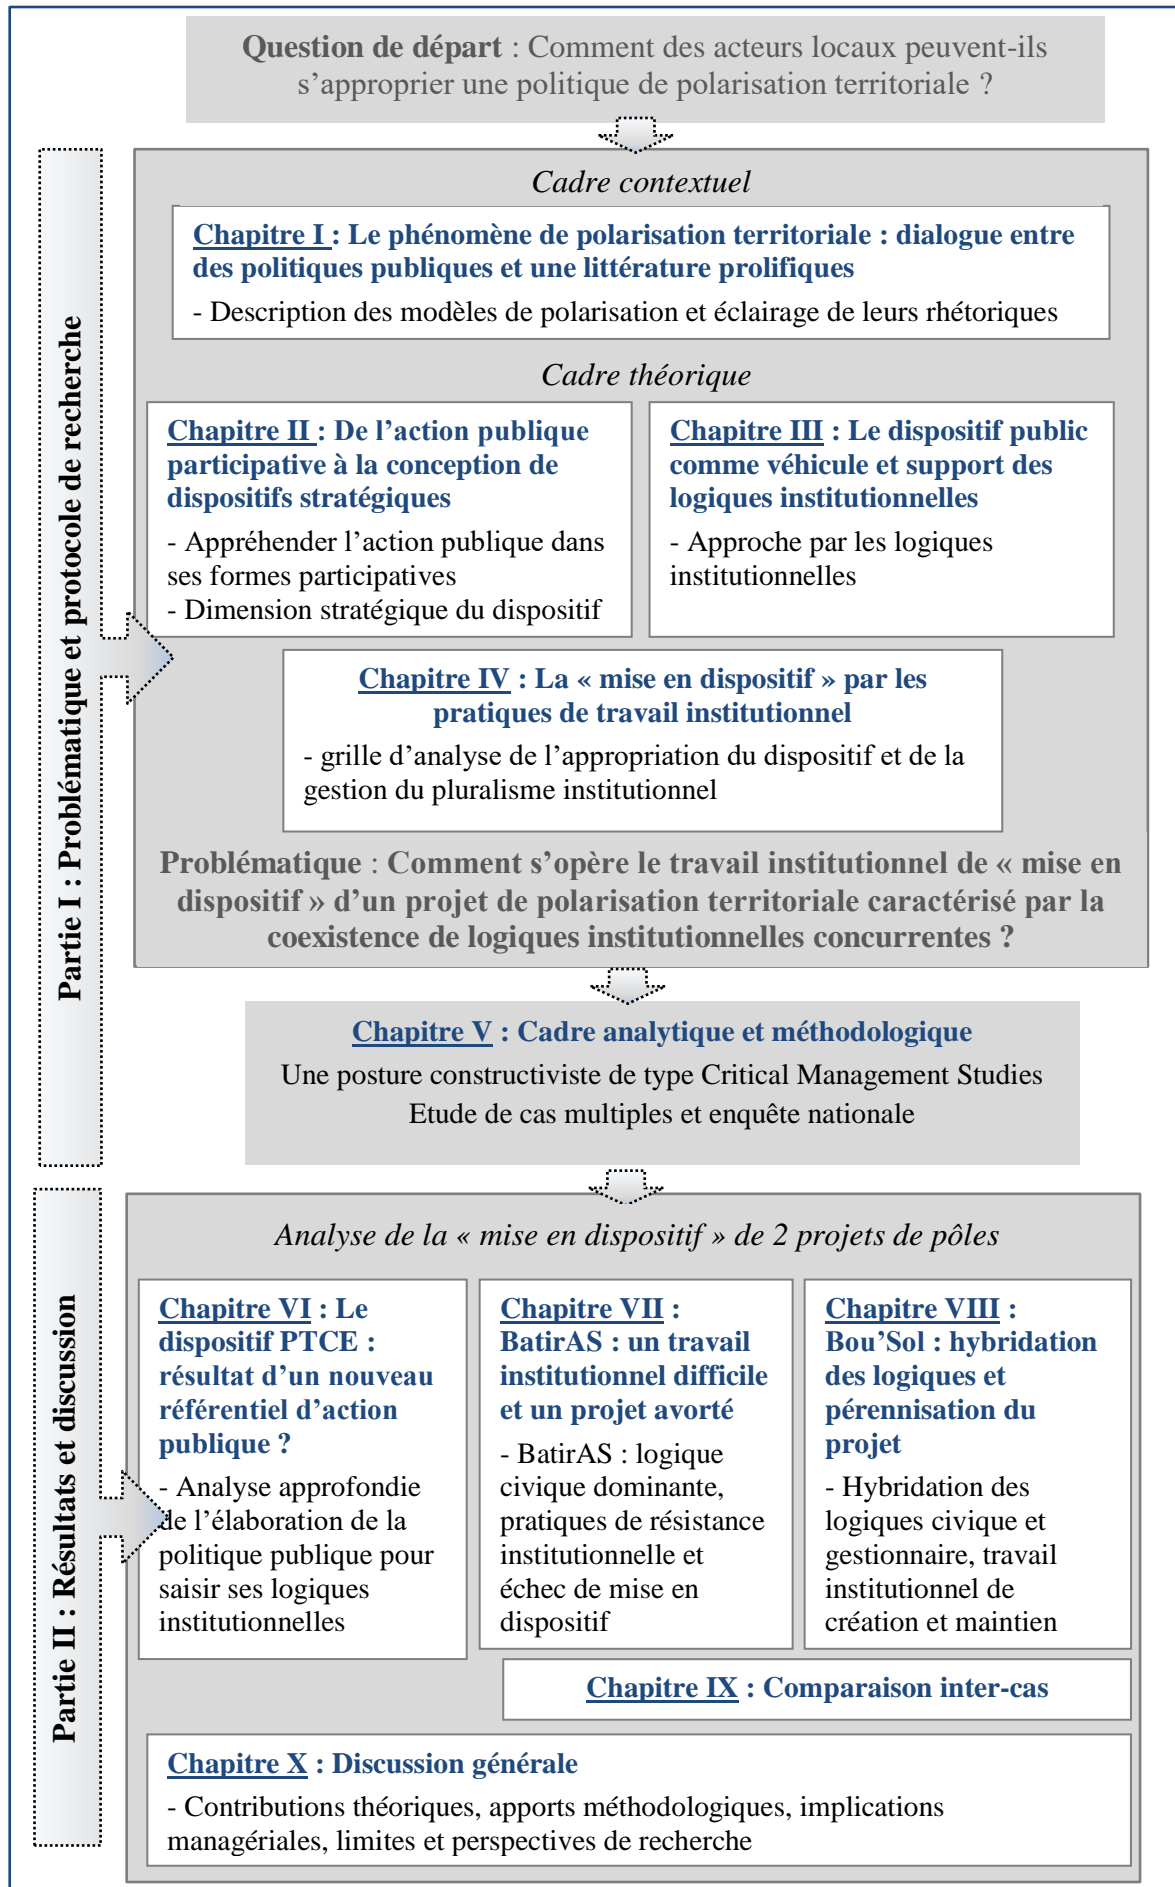 Question de départ : Comment des acteurs locaux peuvent-ils
s’approprier une politique de polarisation territoriale ?
Partie I : Problématique et protocole de recherche
Cadre contextuel
Chapitre I : Le phénomène de polarisation territoriale : dialogue entre
des politiques publiques et une littérature prolifiques
- Description des modèles de polarisation et éclairage de leurs rhétoriques
Cadre théorique
Chapitre II : De l’action publique
participative à la conception de
dispositifs stratégiques
- Appréhender l’action publique dans
ses formes participatives
- Dimension stratégique du dispositif
Chapitre III : Le dispositif public
comme véhicule et support des
logiques institutionnelles
- Approche par les logiques
institutionnelles
Chapitre IV : La « mise en dispositif » par les
pratiques de travail institutionnel
- grille d’analyse de l’appropriation du dispositif et de la
gestion du pluralisme institutionnel
Problématique : Comment s’opère le travail institutionnel de « mise en
dispositif » d’un projet de polarisation territoriale caractérisé par la
coexistence de logiques institutionnelles concurrentes ?
Chapitre V : Cadre analytique et méthodologique
Une posture constructiviste de type Critical Management Studies
Etude de cas multiples et enquête nationale
Partie II : Résultats et discussion
Analyse de la « mise en dispositif » de 2 projets de pôles
Chapitre VI : Le
dispositif PTCE :
résultat d’un nouveau
référentiel d’action
publique ?
- Analyse approfondie
de l’élaboration de la
politique publique pour
saisir ses logiques
institutionnelles
Chapitre VII :
BatirAS : un travail
institutionnel difficile
et un projet avorté
- BatirAS : logique
civique dominante,
pratiques de résistance
institutionnelle et
échec de mise en
dispositif
Chapitre VIII :
Bou’Sol : hybridation
des logiques et
pérennisation du
projet
- Hybridation des
logiques civique et
gestionnaire, travail
institutionnel de
création et maintien
Chapitre IX : Comparaison inter-cas
Chapitre X : Discussion générale
- Contributions théoriques, apports méthodologiques, implications
managériales, limites et perspectives de recherche